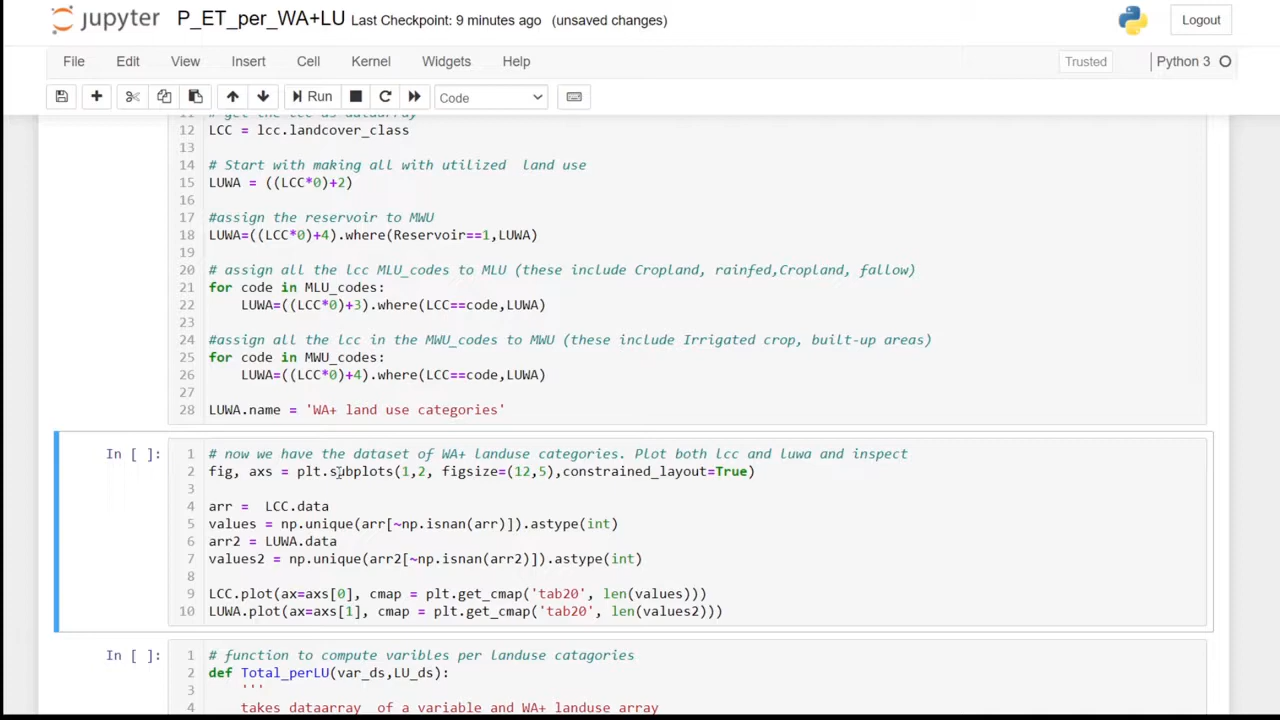 jupyter P_ET_per_WA+LU Last Checkpoint: 9 minutes ago (unsaved changes) Logout
File Edit View Insert Cell Kernel Widgets Help Trusted Python 3
Run Code
11 # get the lcc as dataarray
12 LCC = lcc.landcover_class
13
14 # Start with making all with utilized  land use
15 LUWA = ((LCC*0)+2)
16
17 #assign the reservoir to MWU
18 LUWA=((LCC*0)+4).where(Reservoir==1,LUWA)
19
20 # assign all the lcc MLU_codes to MLU (these include Cropland, rainfed,Cropland, fallow)
21 for code in MLU_codes:
22     LUWA=((LCC*0)+3).where(LCC==code,LUWA)
23
24 #assign all the lcc in the MWU_codes to MWU (these include Irrigated crop, built-up areas)
25 for code in MWU_codes:
26     LUWA=((LCC*0)+4).where(LCC==code,LUWA)
27
28 LUWA.name = 'WA+ land use categories'
In [ ]: 1 # now we have the dataset of WA+ landuse categories. Plot both lcc and luwa and inspect
2 fig, axs = plt.subplots(1,2, figsize=(12,5),constrained_layout=True)
3
4 arr =  LCC.data
5 values = np.unique(arr[~np.isnan(arr)]).astype(int)
6 arr2 = LUWA.data
7 values2 = np.unique(arr2[~np.isnan(arr2)]).astype(int)
8
9 LCC.plot(ax=axs[0], cmap = plt.get_cmap('tab20', len(values)))
10 LUWA.plot(ax=axs[1], cmap = plt.get_cmap('tab20', len(values2)))
In [ ]: 1 # function to compute varibles per landuse catagories
2 def Total_perLU(var_ds,LU_ds):
3     '''
4     takes dataarray  of a variable and WA+ landuse array